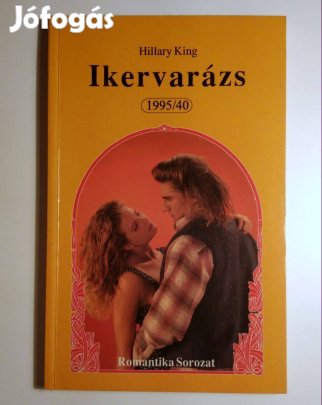 Jófogás
Hillary King
Ikervarázs
1995/40
Romantika Sorozat